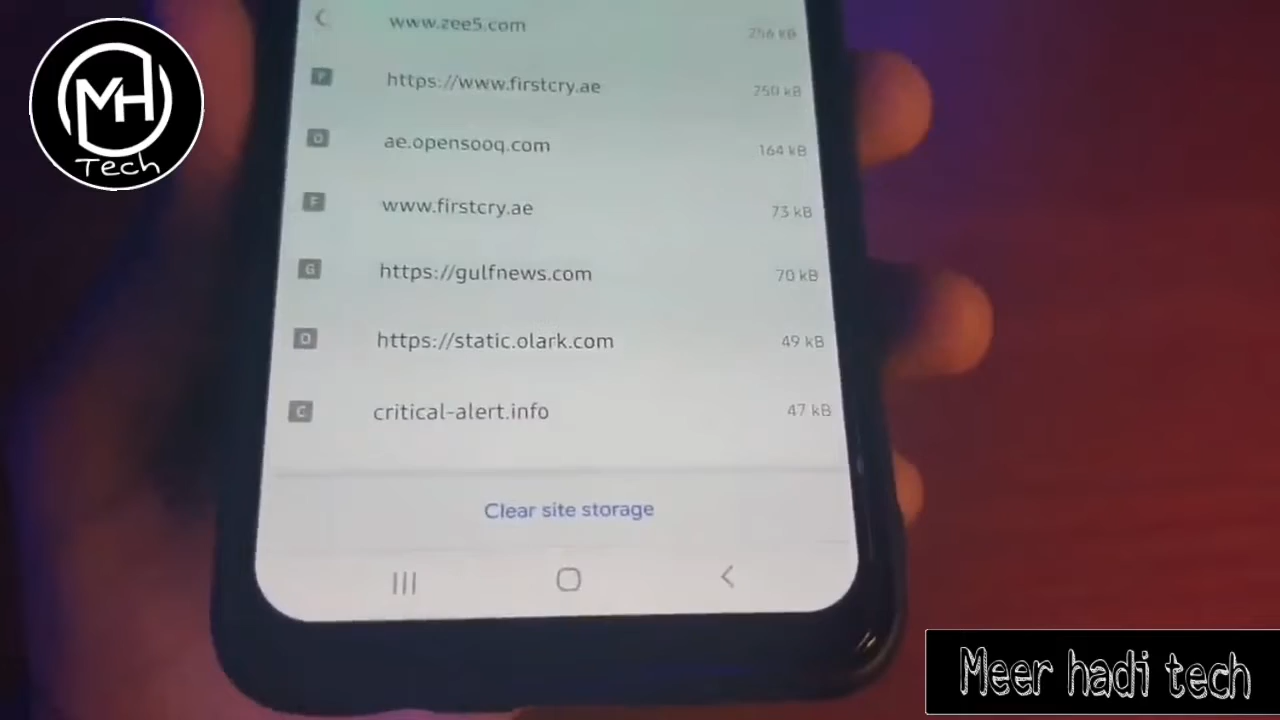 MH
Tech
www.zee5.com
256 kB
https://www.firstcry.ae
250 kB
ae.opensooq.com
164 kB
www.firstcry.ae
73 kB
https://gulfnews.com
70 kB
https://static.olark.com
49 kB
critical-alert.info
47 kB
Clear site storage
Meer hadi tech